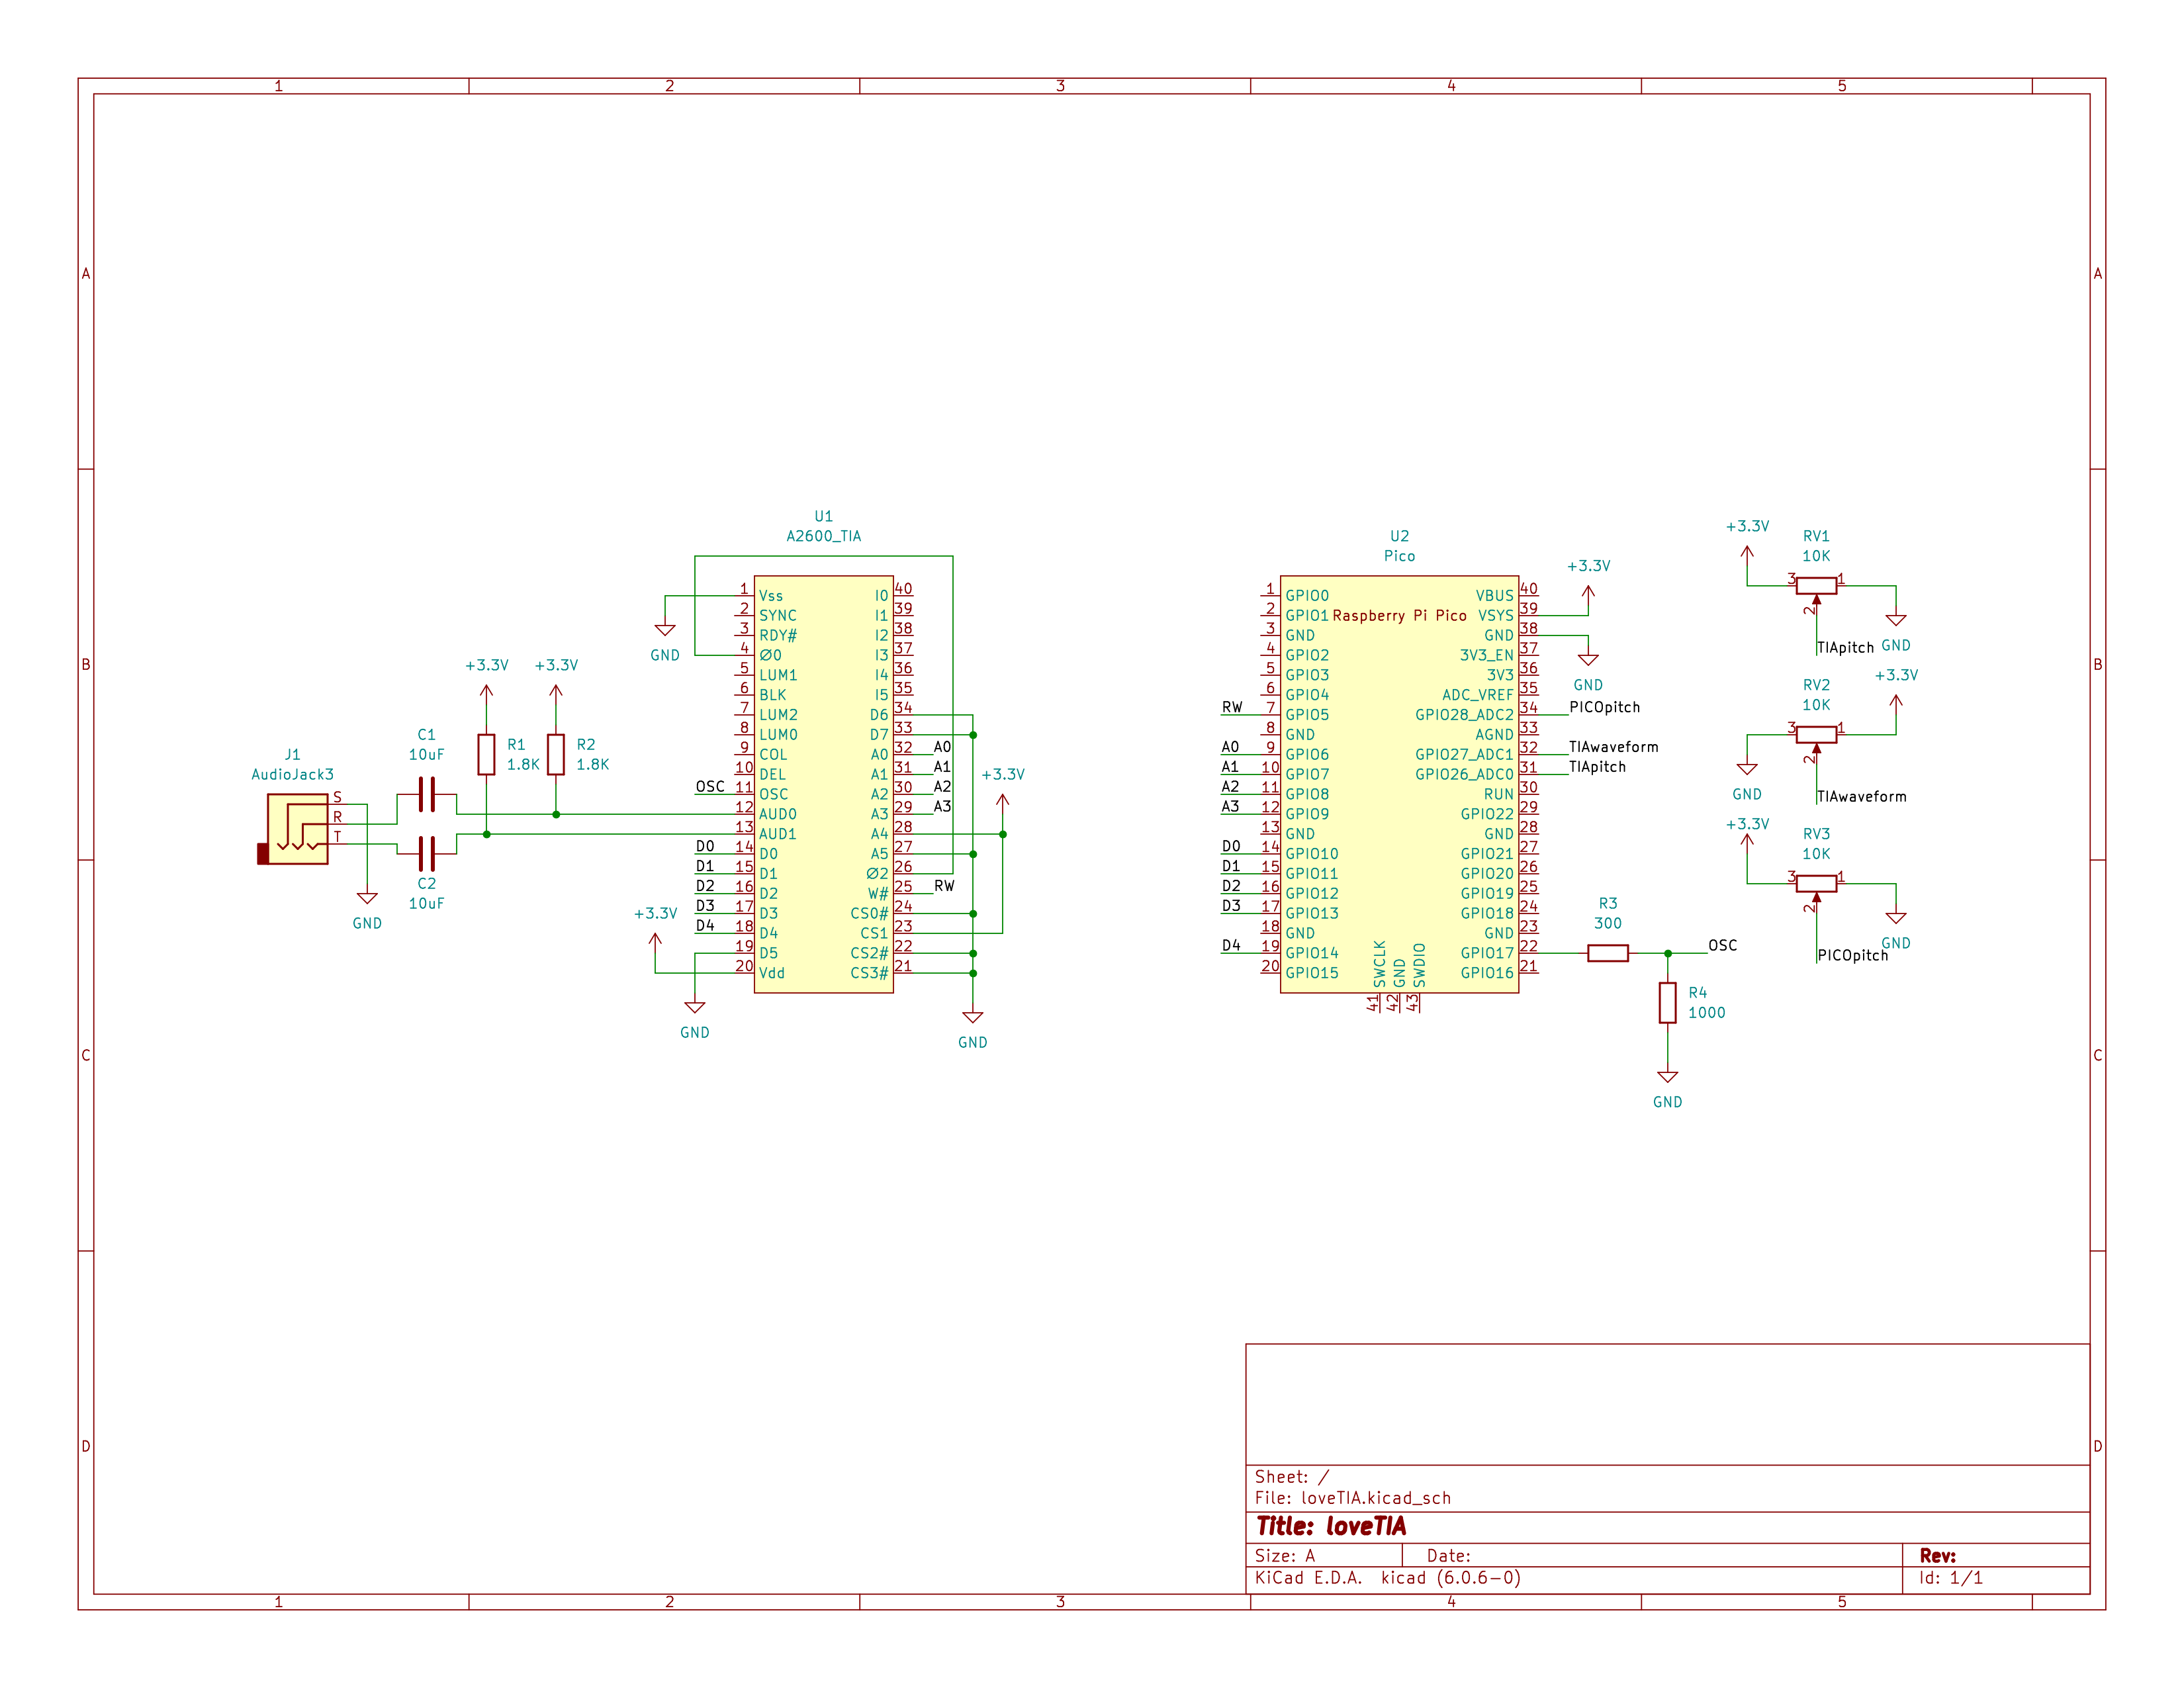 1 2 3 4 5
A A
B B
C C
D D
U1
A2600_TIA
1 Vss
2 SYNC
3 RDY#
4 Ø0
5 LUM1
6 BLK
7 LUM2
8 LUM0
9 COL
10 DEL
11 OSC
12 AUD0
13 AUD1
14 D0
15 D1
16 D2
17 D3
18 D4
19 D5
20 Vdd
I0 40
I1 39
I2 38
I3 37
I4 36
I5 35
D6 34
D7 33
A0 32
A1 31
A2 30
A3 29
A4 28
A5 27
Ø2 26
W# 25
CS0# 24
CS1 23
CS2# 22
CS3# 21
GND
OSC
D0
D1
D2
D3
D4
+3.3V
GND
A0
A1
A2
A3
+3.3V
RW
GND
+3.3V
+3.3V
R1
1.8K
R2
1.8K
C1
10uF
C2
10uF
J1
AudioJack3
S
R
T
GND
U2
Pico
Raspberry Pi Pico
1 GPIO0
2 GPIO1
3 GND
4 GPIO2
5 GPIO3
6 GPIO4
7 GPIO5
8 GND
9 GPIO6
10 GPIO7
11 GPIO8
12 GPIO9
13 GND
14 GPIO10
15 GPIO11
16 GPIO12
17 GPIO13
18 GND
19 GPIO14
20 GPIO15
VBUS 40
VSYS 39
GND 38
3V3_EN 37
3V3 36
ADC_VREF 35
GPIO28_ADC2 34
AGND 33
GPIO27_ADC1 32
GPIO26_ADC0 31
RUN 30
GPIO22 29
GND 28
GPIO21 27
GPIO20 26
GPIO19 25
GPIO18 24
GND 23
GPIO17 22
GPIO16 21
SWCLK 41
GND 42
SWDIO 43
RW
A0
A1
A2
A3
D0
D1
D2
D3
D4
+3.3V
GND
PICOpitch
TIAwaveform
TIApitch
R3
300
OSC
R4
1000
GND
+3.3V
RV1
10K
3 1
2
TIApitch
GND
RV2
10K
+3.3V
3 1
2
GND
TIAwaveform
+3.3V
RV3
10K
3 1
2
GND
PICOpitch
Sheet: /
File: loveTIA.kicad_sch
Title: loveTIA
Size: A Date: Rev:
KiCad E.D.A. kicad (6.0.6-0) Id: 1/1
1 2 3 4 5